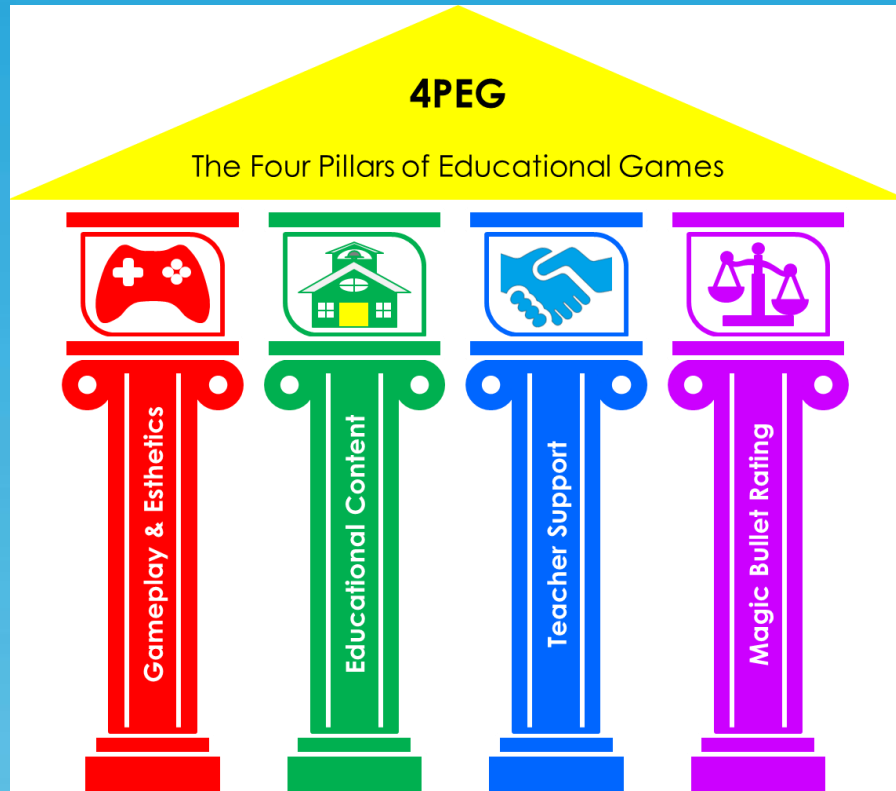 4PEG
The Four Pillars of Educational Games
Gameplay & Esthetics
Educational Content
Teacher Support
Magic Bullet Rating